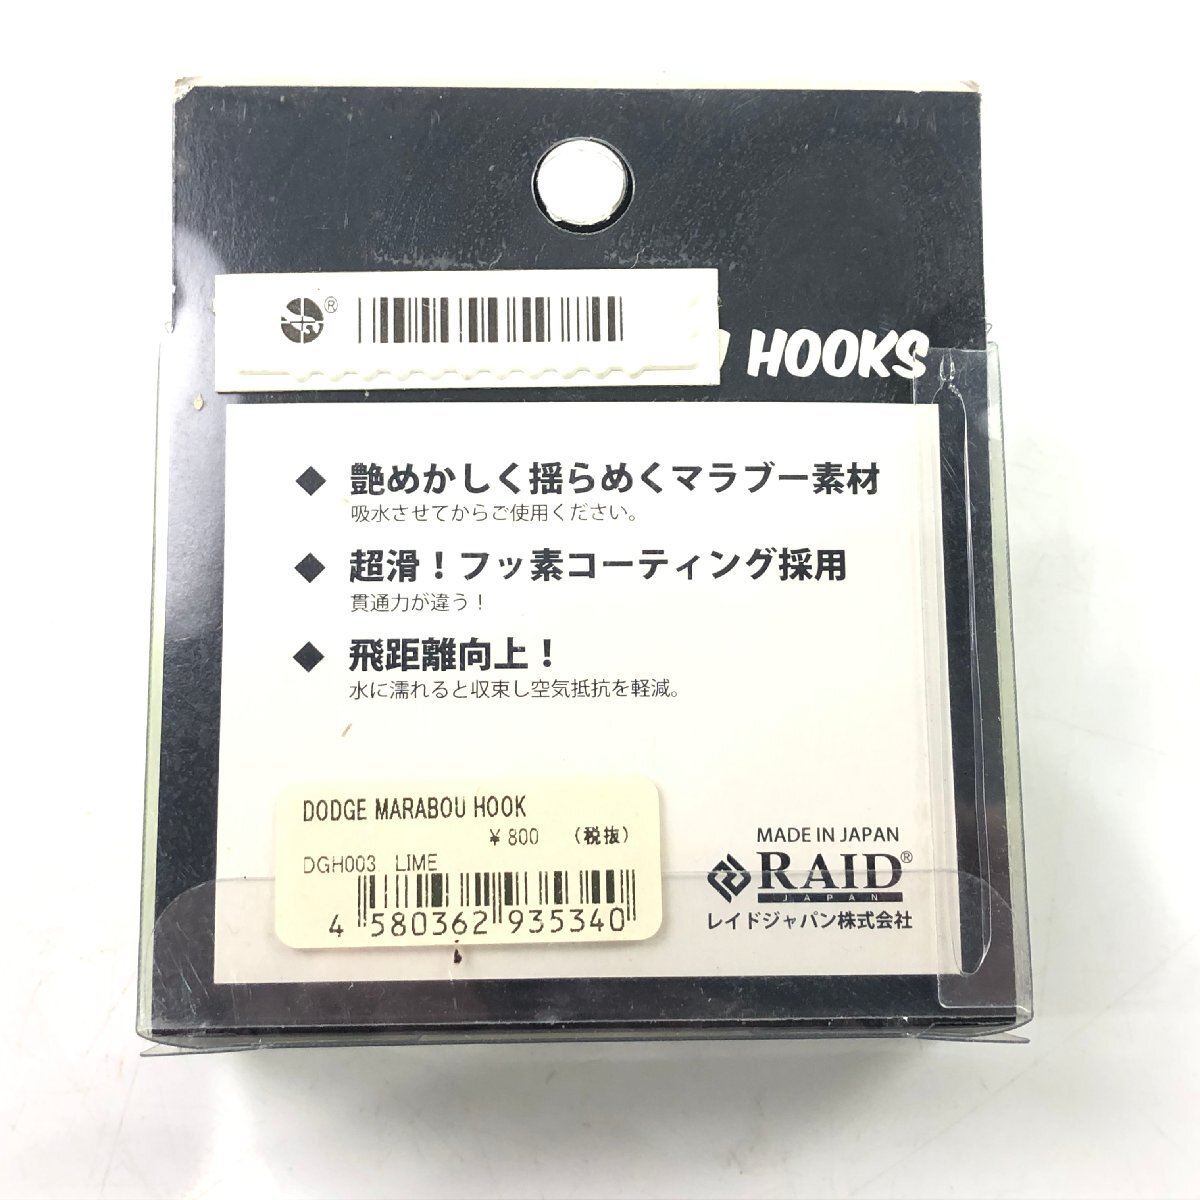 ®
HOOKS
◆ 艶めかしく揺らめくマラブー素材
吸水させてからご使用ください。
◆ 超滑！フッ素コーティング採用
貫通力が違う！
◆ 飛距離向上！
水に濡れると収束し空気抵抗を軽減。
DODGE MARABOU HOOK
¥800 （税抜）
DGH003 LIME
4 580362 935340
MADE IN JAPAN
RAID®
JAPAN
レイドジャパン株式会社